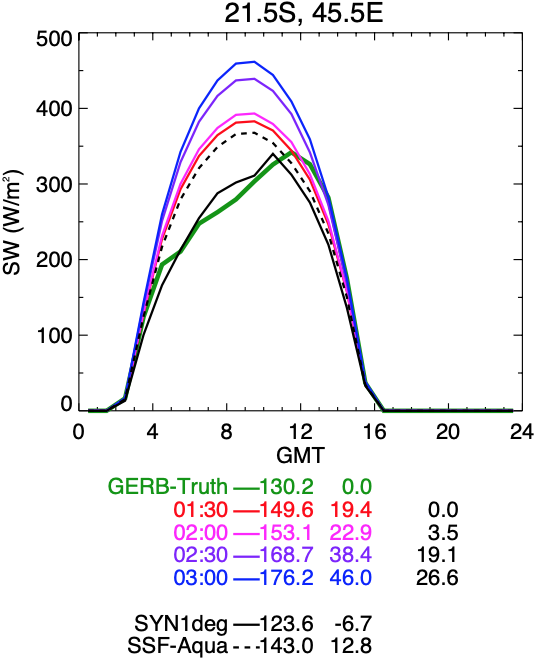 21.5S, 45.5E
500
400
300
200
100
0
SW (W/m²)
0 4 8 12 16 20 24
GMT
GERB-Truth 130.2 0.0
01:30 149.6 19.4 0.0
02:00 153.1 22.9 3.5
02:30 168.7 38.4 19.1
03:00 176.2 46.0 26.6
SYN1deg 123.6 -6.7
SSF-Aqua 143.0 12.8